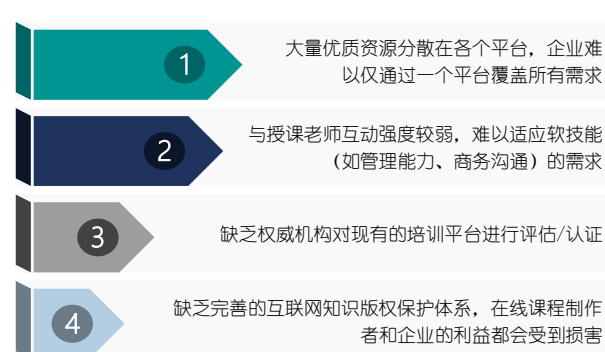 1
大量优质资源分散在各个平台，企业难
以仅通过一个平台覆盖所有需求
2
与授课老师互动强度较弱，难以适应软技能
（如管理能力、商务沟通）的需求
3
缺乏权威机构对现有的培训平台进行评估/认证
4
缺乏完善的互联网知识版权保护体系，在线课程制作
者和企业的利益都会受到损害